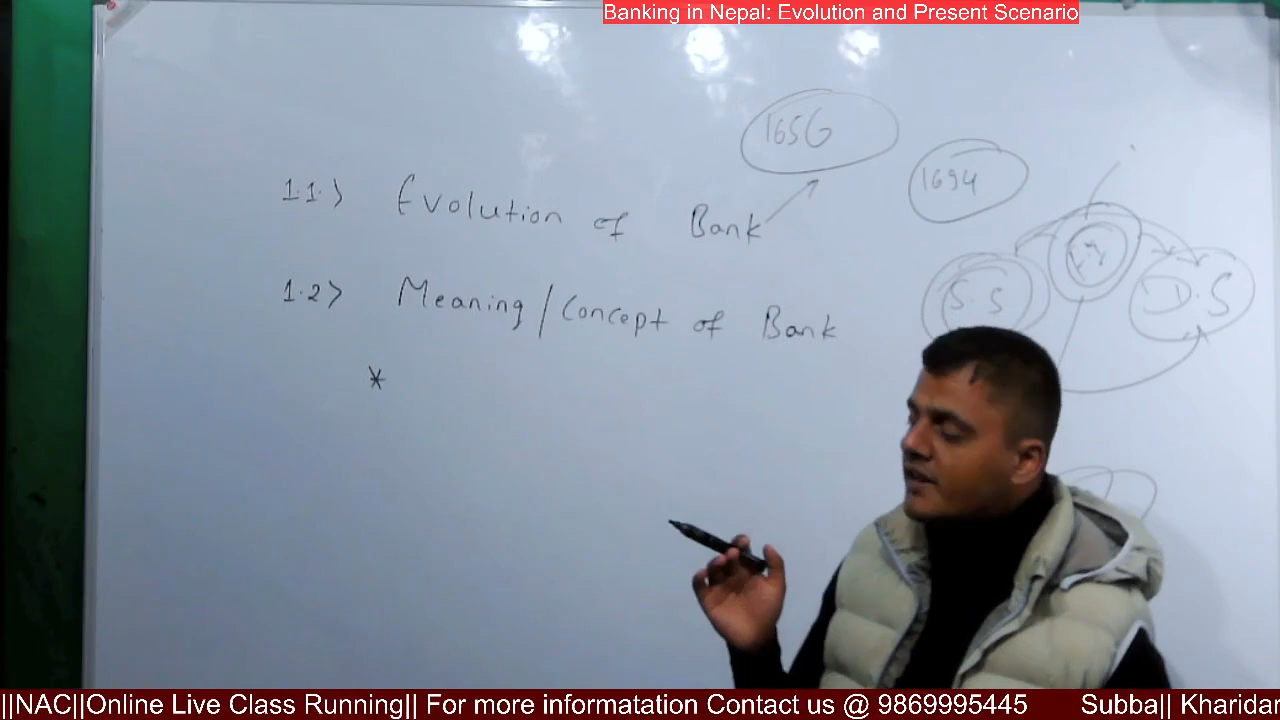 Banking in Nepal: Evolution and Present Scenario
1656
1694
1.1> Evolution of Bank
1.2> Meaning/Concept of Bank
S.S
D.S
*
||NAC||Online Live Class Running|| For more informatation Contact us @ 9869995445 Subba|| Kharidar